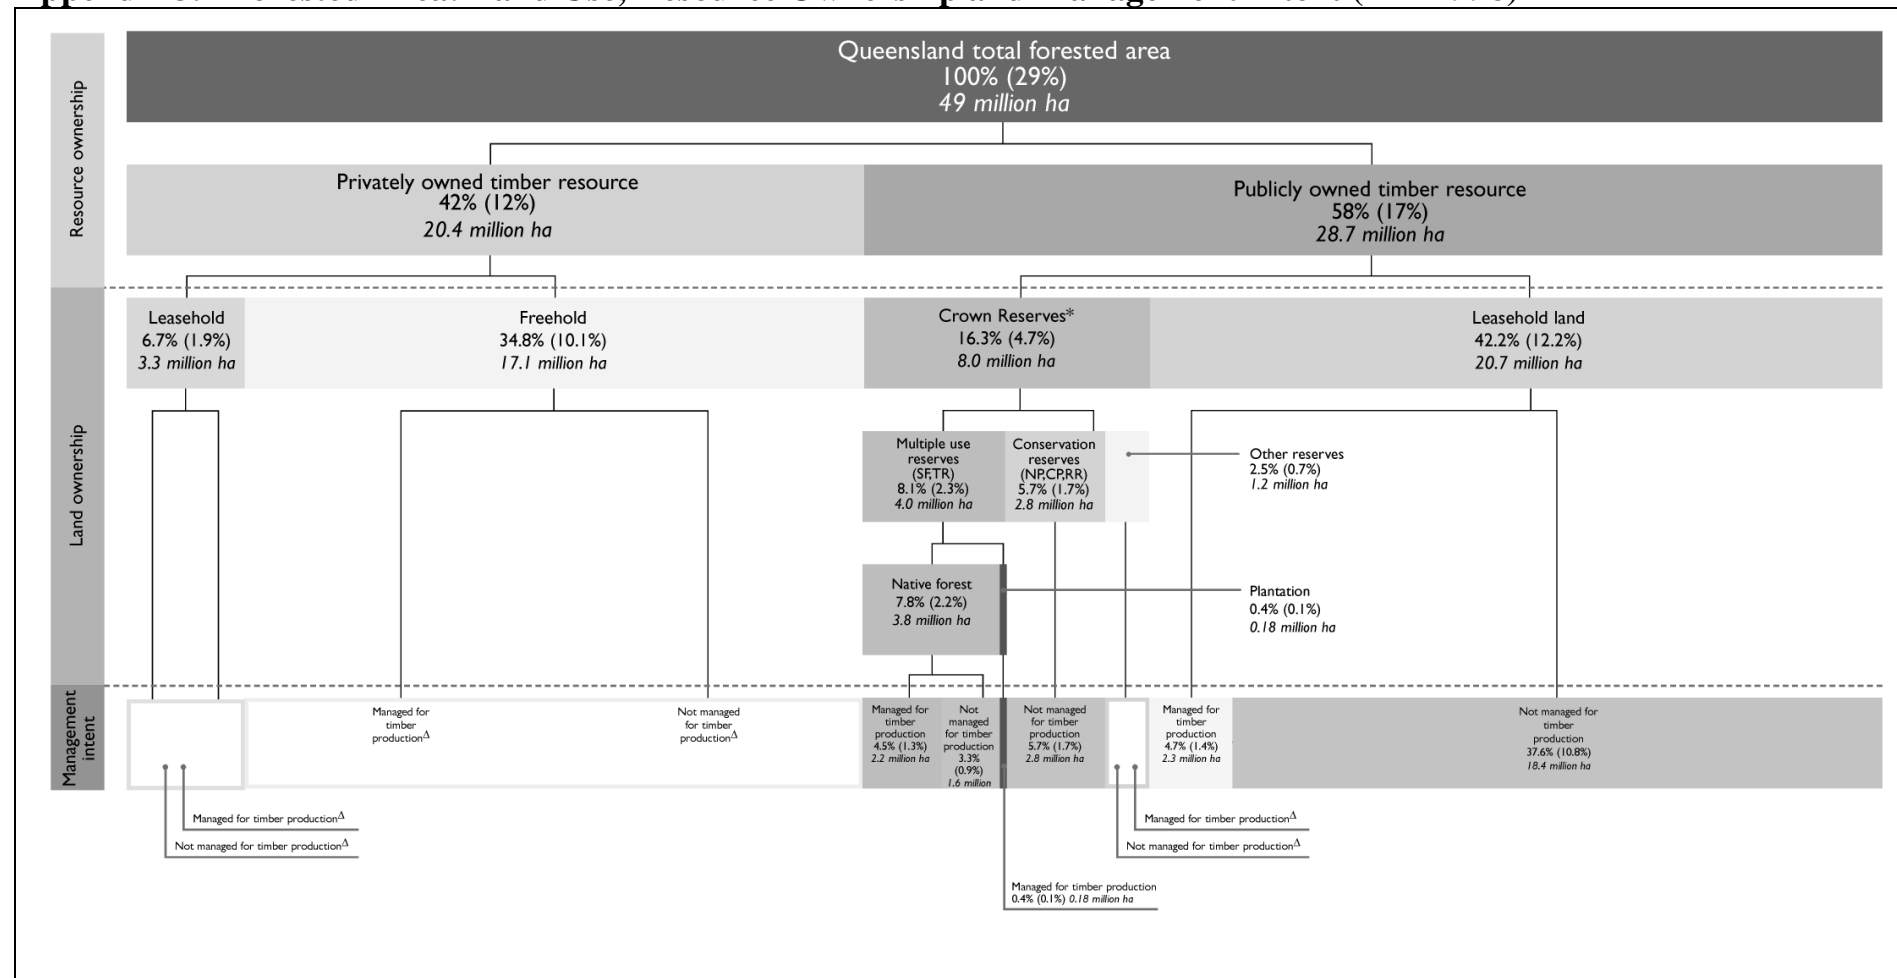 Resource ownership
Queensland total forested area
100% (29%)
49 million ha
Privately owned timber resource
42% (12%)
20.4 million ha
Publicly owned timber resource
58% (17%)
28.7 million ha
Land ownership
Leasehold
6.7% (1.9%)
3.3 million ha
Freehold
34.8% (10.1%)
17.1 million ha
Crown Reserves*
16.3% (4.7%)
8.0 million ha
Leasehold land
42.2% (12.2%)
20.7 million ha
Multiple use
reserves
(SF,TR)
8.1% (2.3%)
4.0 million ha
Conservation
reserves
(NP,CP,RR)
5.7% (1.7%)
2.8 million ha
Other reserves
2.5% (0.7%)
1.2 million ha
Native forest
7.8% (2.2%)
3.8 million ha
Plantation
0.4% (0.1%)
0.18 million ha
Management
intent
Managed for
timber
productionΔ
Not managed
for timber
productionΔ
Managed for
timber
production
4.5% (1.3%)
2.2 million ha
Not
managed
for timber
production
3.3%
(0.9%)
1.6 million
Not managed
for timber
production
5.7% (1.7%)
2.8 million ha
Managed for
timber
production
4.7% (1.4%)
2.3 million ha
Not managed for
timber
production
37.6% (10.8%)
18.4 million ha
Managed for timber productionΔ
Not managed for timber productionΔ
Managed for timber productionΔ
Not managed for timber productionΔ
Managed for timber production
0.4% (0.1%) 0.18 million ha